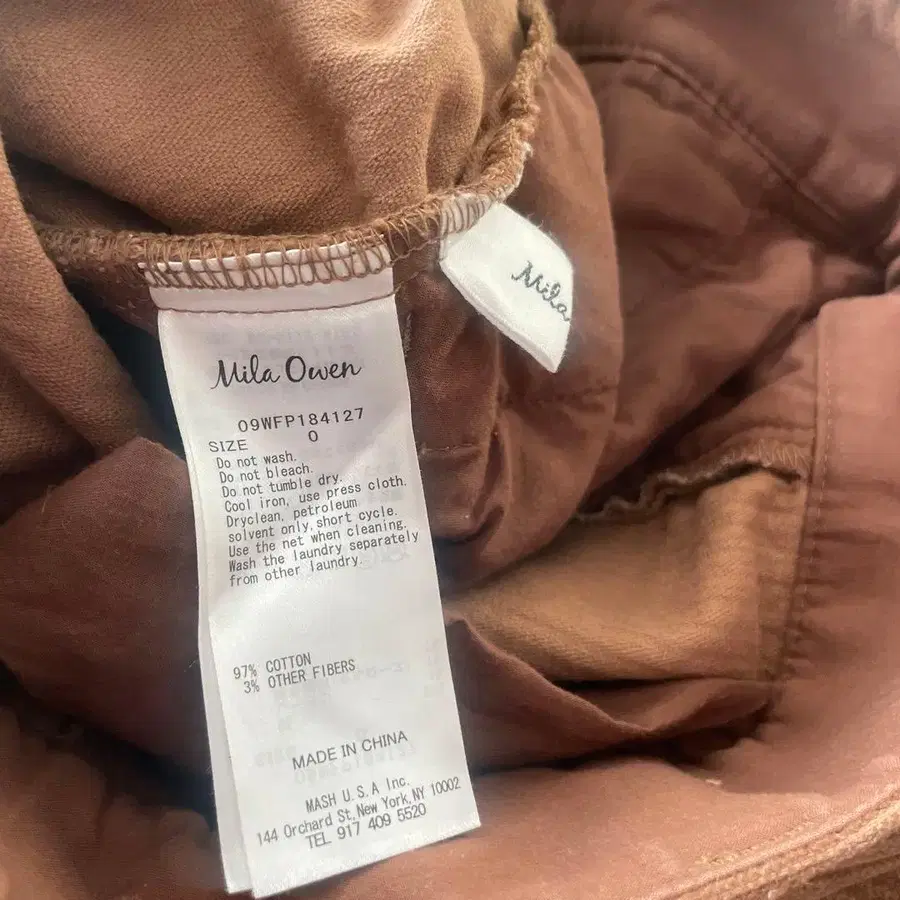 Mila Owen
09WFP184127
SIZE 0
Do not wash.
Do not bleach.
Do not tumble dry.
Cool iron, use press cloth.
Dryclean, petroleum
solvent only, short cycle.
Use the net when cleaning.
Wash the laundry separately
from other laundry.
97% COTTON
3% OTHER FIBERS
MADE IN CHINA
MASH U.S.A Inc.
144 Orchard St, New York, NY 10002
TEL 917 409 5520
Mila